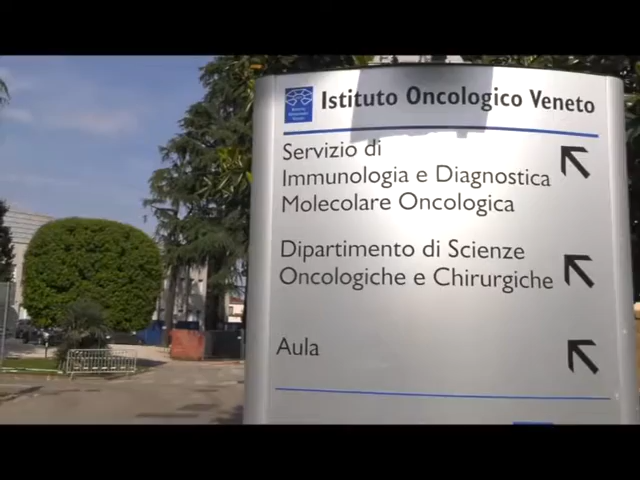 Istituto Oncologico Veneto
Servizio di
Immunologia e Diagnostica
Molecolare Oncologica
Dipartimento di Scienze
Oncologiche e Chirurgiche
Aula